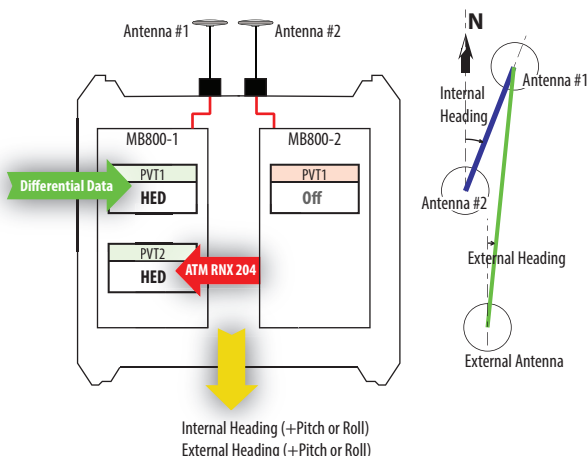 Antenna #1
Antenna #2
MB800-1
MB800-2
PVT1
HED
PVT1
Off
Differential Data
PVT2
HED
ATM RNX 204
Internal Heading (+Pitch or Roll)
External Heading (+Pitch or Roll)
N
Antenna #1
Internal
Heading
Antenna #2
External Heading
External Antenna